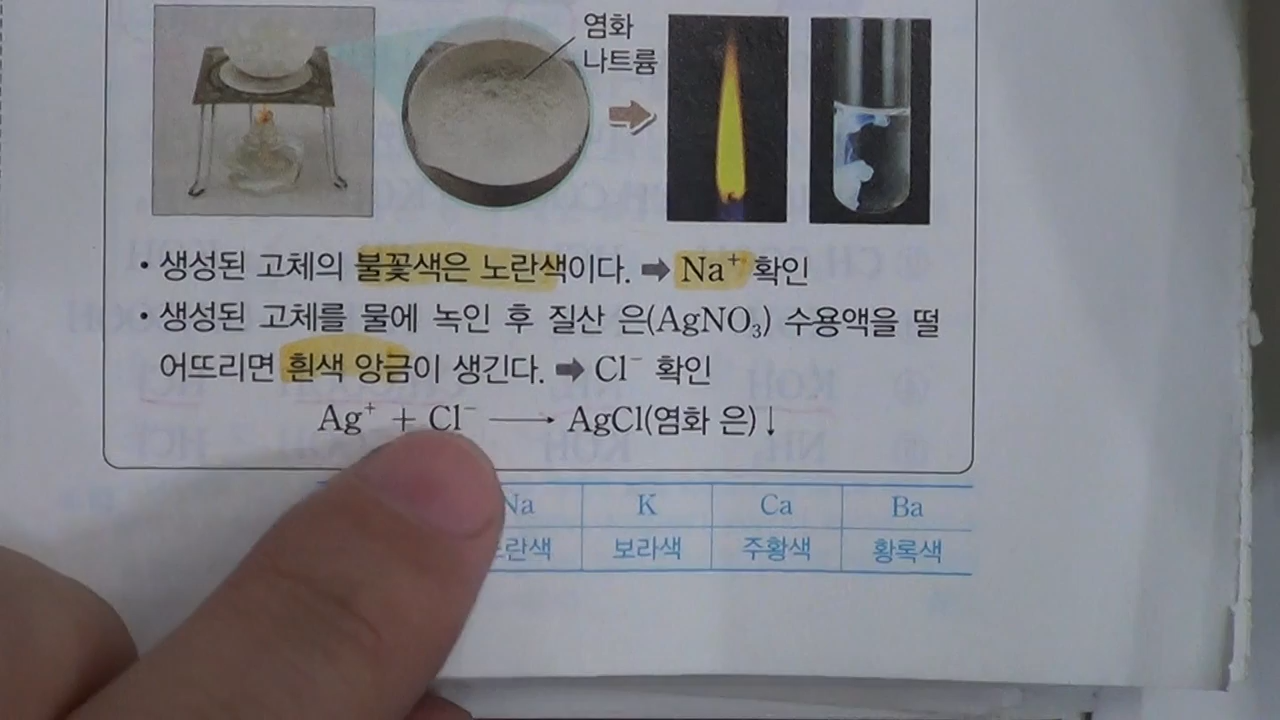 염화
나트륨
• 생성된 고체의 불꽃색은 노란색이다. ➡ Na⁺ 확인
• 생성된 고체를 물에 녹인 후 질산 은(AgNO₃) 수용액을 떨
어뜨리면 흰색 앙금이 생긴다. ➡ Cl⁻ 확인
Ag⁺ + Cl⁻ ⟶ AgCl(염화 은)↓
Na K Ca Ba
보라색 주황색 황록색